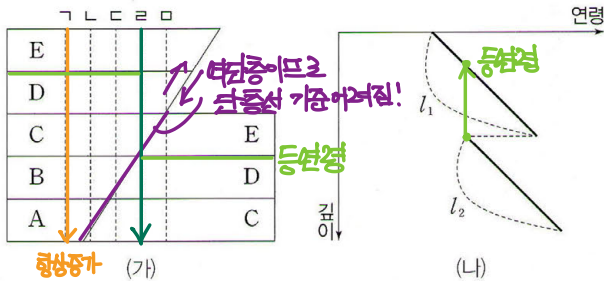 ㄱ ㄴ ㄷ ㄹ ㅁ
E
D
C
B
A
E
D
C
역단층이므로
단층선 기준 어려짐!
등연령
항상증가
(가)
연령
등연령
l₁
l₂
깊이
(나)